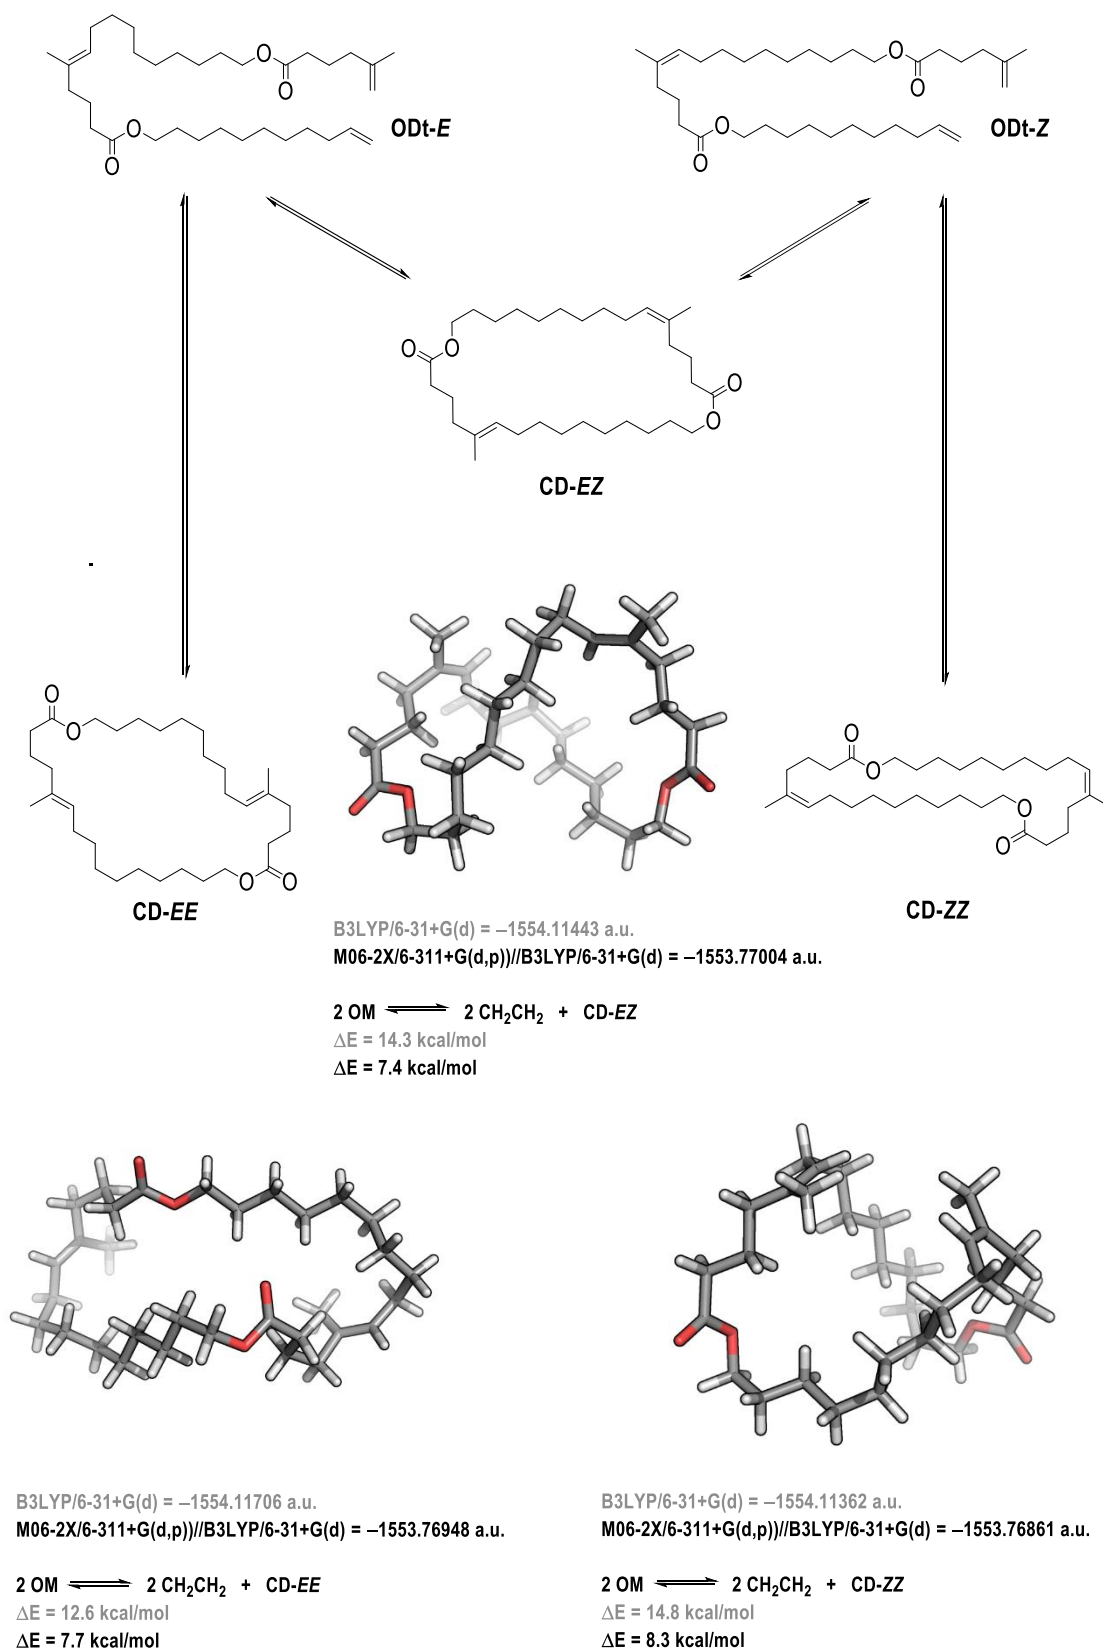 O
O
O
O
ODt-E
O
O
O
O
ODt-Z
O
O
O
O
CD-EZ
-
O
O
O
O
CD-EE
O
O
O
O
CD-ZZ
B3LYP/6-31+G(d) = –1554.11443 a.u.
M06-2X/6-311+G(d,p))//B3LYP/6-31+G(d) = –1553.77004 a.u.
2 OM 2 CH₂CH₂ + CD-EZ
ΔE = 14.3 kcal/mol
ΔE = 7.4 kcal/mol
B3LYP/6-31+G(d) = –1554.11706 a.u.
M06-2X/6-311+G(d,p))//B3LYP/6-31+G(d) = –1553.76948 a.u.
2 OM 2 CH₂CH₂ + CD-EE
ΔE = 12.6 kcal/mol
ΔE = 7.7 kcal/mol
B3LYP/6-31+G(d) = –1554.11362 a.u.
M06-2X/6-311+G(d,p))//B3LYP/6-31+G(d) = –1553.76861 a.u.
2 OM 2 CH₂CH₂ + CD-ZZ
ΔE = 14.8 kcal/mol
ΔE = 8.3 kcal/mol